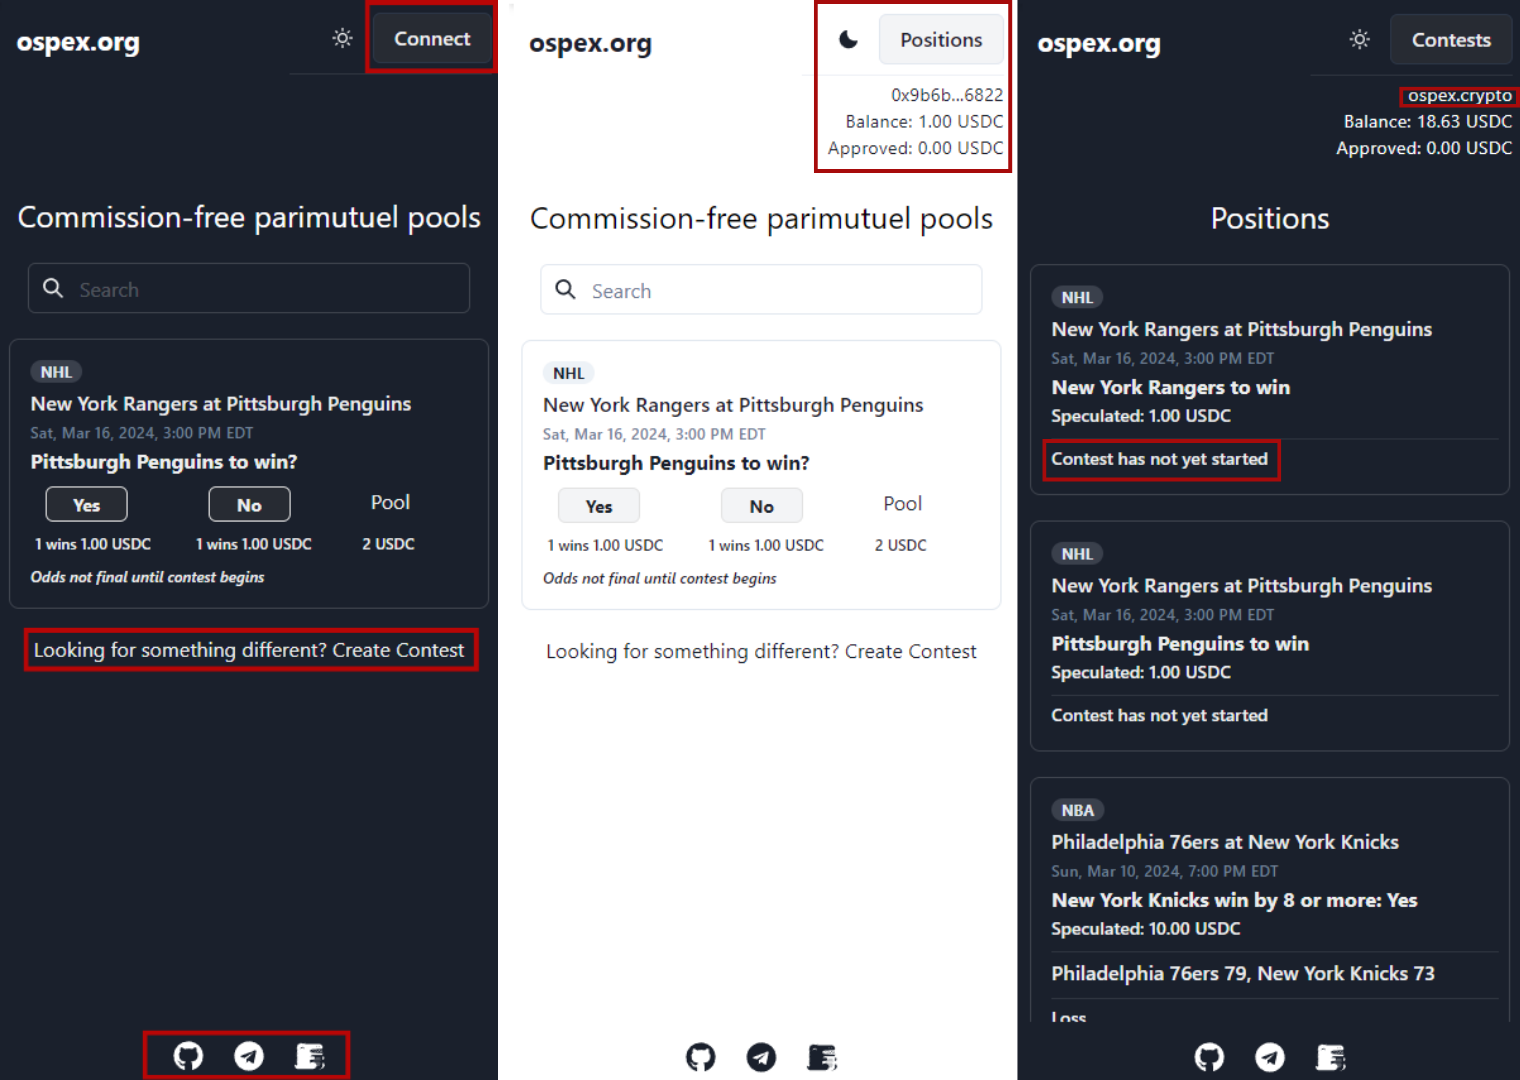 ospex.org
Connect
Commission-free parimutuel pools
Search
NHL
New York Rangers at Pittsburgh Penguins
Sat, Mar 16, 2024, 3:00 PM EDT
Pittsburgh Penguins to win?
Yes No Pool
1 wins 1.00 USDC 1 wins 1.00 USDC 2 USDC
Odds not final until contest begins
Looking for something different? Create Contest
ospex.org
Positions
0x9b6b...6822
Balance: 1.00 USDC
Approved: 0.00 USDC
Commission-free parimutuel pools
Search
NHL
New York Rangers at Pittsburgh Penguins
Sat, Mar 16, 2024, 3:00 PM EDT
Pittsburgh Penguins to win?
Yes No Pool
1 wins 1.00 USDC 1 wins 1.00 USDC 2 USDC
Odds not final until contest begins
Looking for something different? Create Contest
ospex.org
Contests
ospex.crypto
Balance: 18.63 USDC
Approved: 0.00 USDC
Positions
NHL
New York Rangers at Pittsburgh Penguins
Sat, Mar 16, 2024, 3:00 PM EDT
New York Rangers to win
Speculated: 1.00 USDC
Contest has not yet started
NHL
New York Rangers at Pittsburgh Penguins
Sat, Mar 16, 2024, 3:00 PM EDT
Pittsburgh Penguins to win
Speculated: 1.00 USDC
Contest has not yet started
NBA
Philadelphia 76ers at New York Knicks
Sun, Mar 10, 2024, 7:00 PM EDT
New York Knicks win by 8 or more: Yes
Speculated: 10.00 USDC
Philadelphia 76ers 79, New York Knicks 73
Loss